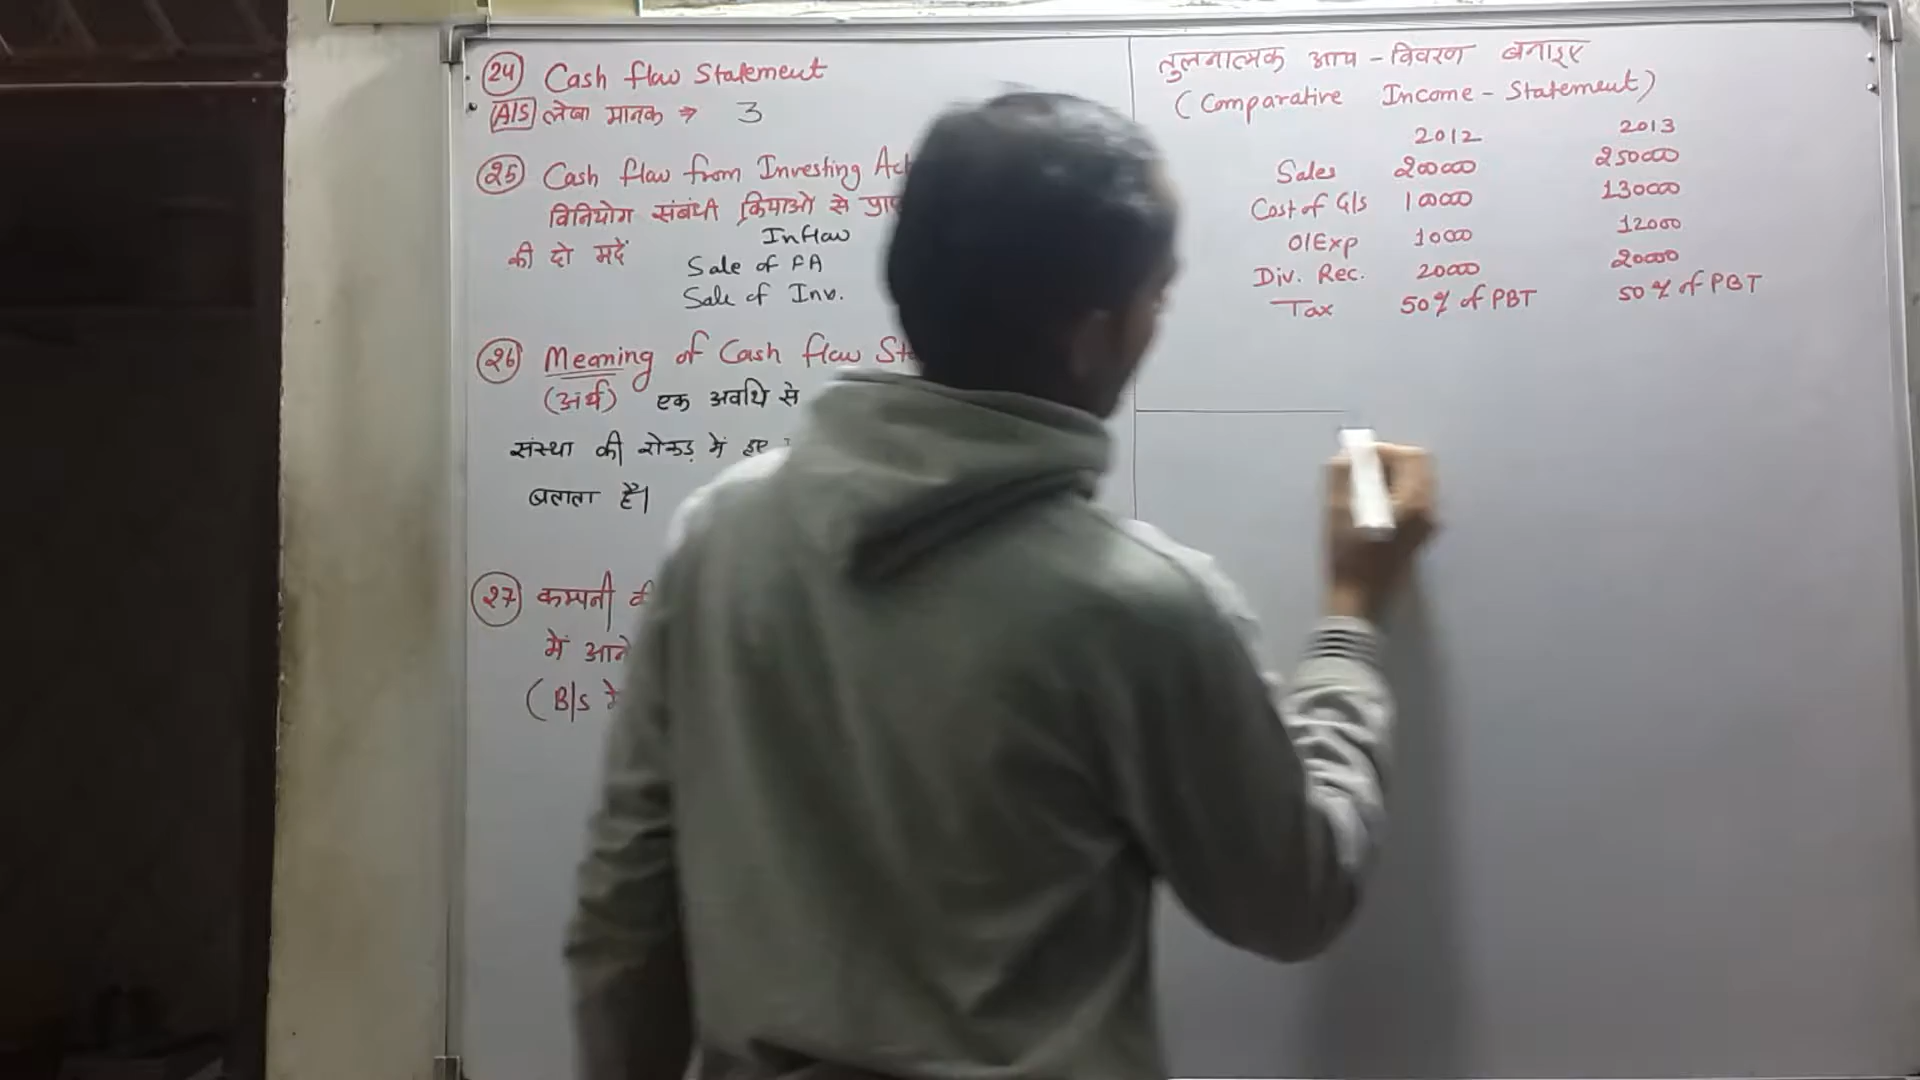 24 Cash flow Statement
A/S लेखा मानक ⇒ 3
25 Cash flow from Investing
विनियोग संबंधी क्रियाओं से
Inflow
की दो मदें
Sale of FA
Sale of Inv.
26 Meaning of Cash flow
(अर्थ) एक अवधि से
संस्था की रोकड़ में हुए
बताता है।
27 कम्पनी
में आने
(B/S
तुलनात्मक आय - विवरण बनाइए
(Comparative Income - Statement)
2012 2013
Sales 200000 250000
Cost of G/s 100000 130000
O/Exp 10000 12000
Div. Rec. 20000 20000
Tax 50% of PBT 50% of PBT